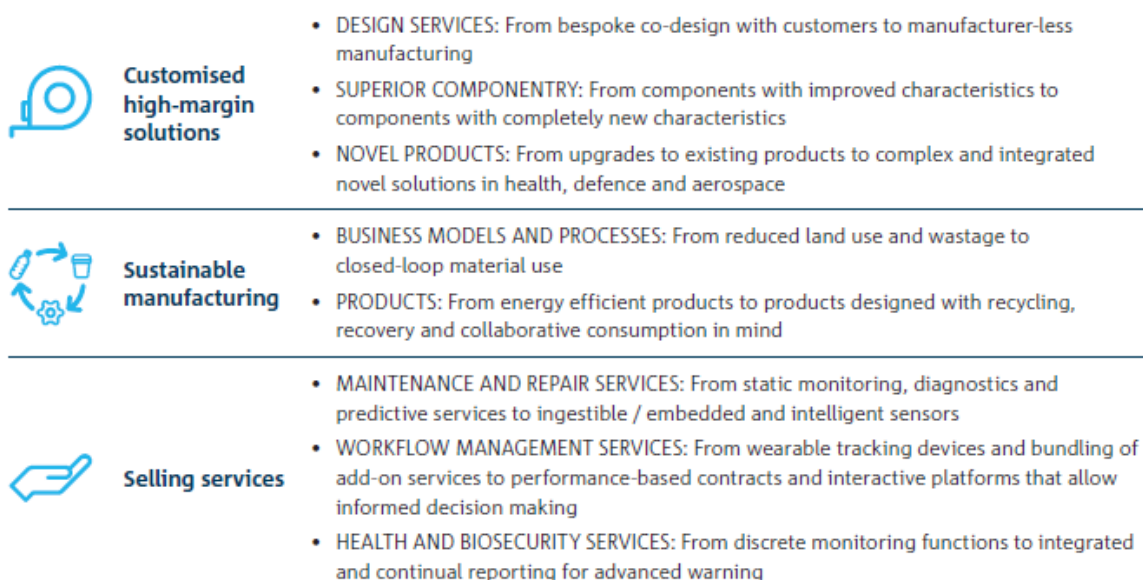 Customised
high-margin
solutions
• DESIGN SERVICES: From bespoke co-design with customers to manufacturer-less
manufacturing
• SUPERIOR COMPONENTRY: From components with improved characteristics to
components with completely new characteristics
• NOVEL PRODUCTS: From upgrades to existing products to complex and integrated
novel solutions in health, defence and aerospace
Sustainable
manufacturing
• BUSINESS MODELS AND PROCESSES: From reduced land use and wastage to
closed-loop material use
• PRODUCTS: From energy efficient products to products designed with recycling,
recovery and collaborative consumption in mind
Selling services
• MAINTENANCE AND REPAIR SERVICES: From static monitoring, diagnostics and
predictive services to ingestible / embedded and intelligent sensors
• WORKFLOW MANAGEMENT SERVICES: From wearable tracking devices and bundling of
add-on services to performance-based contracts and interactive platforms that allow
informed decision making
• HEALTH AND BIOSECURITY SERVICES: From discrete monitoring functions to integrated
and continual reporting for advanced warning